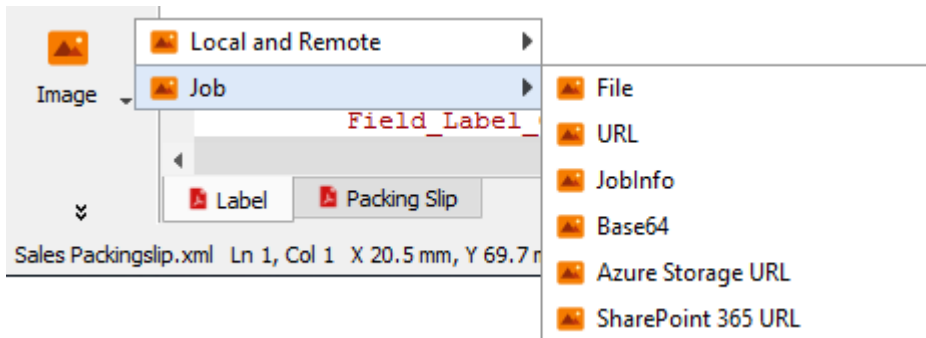 Local and Remote
Image
Job
File
URL
JobInfo
Base64
Azure Storage URL
SharePoint 365 URL
Field_Label_
Label
Packing Slip
Sales Packingslip.xml Ln 1, Col 1 X 20.5 mm, Y 69.7